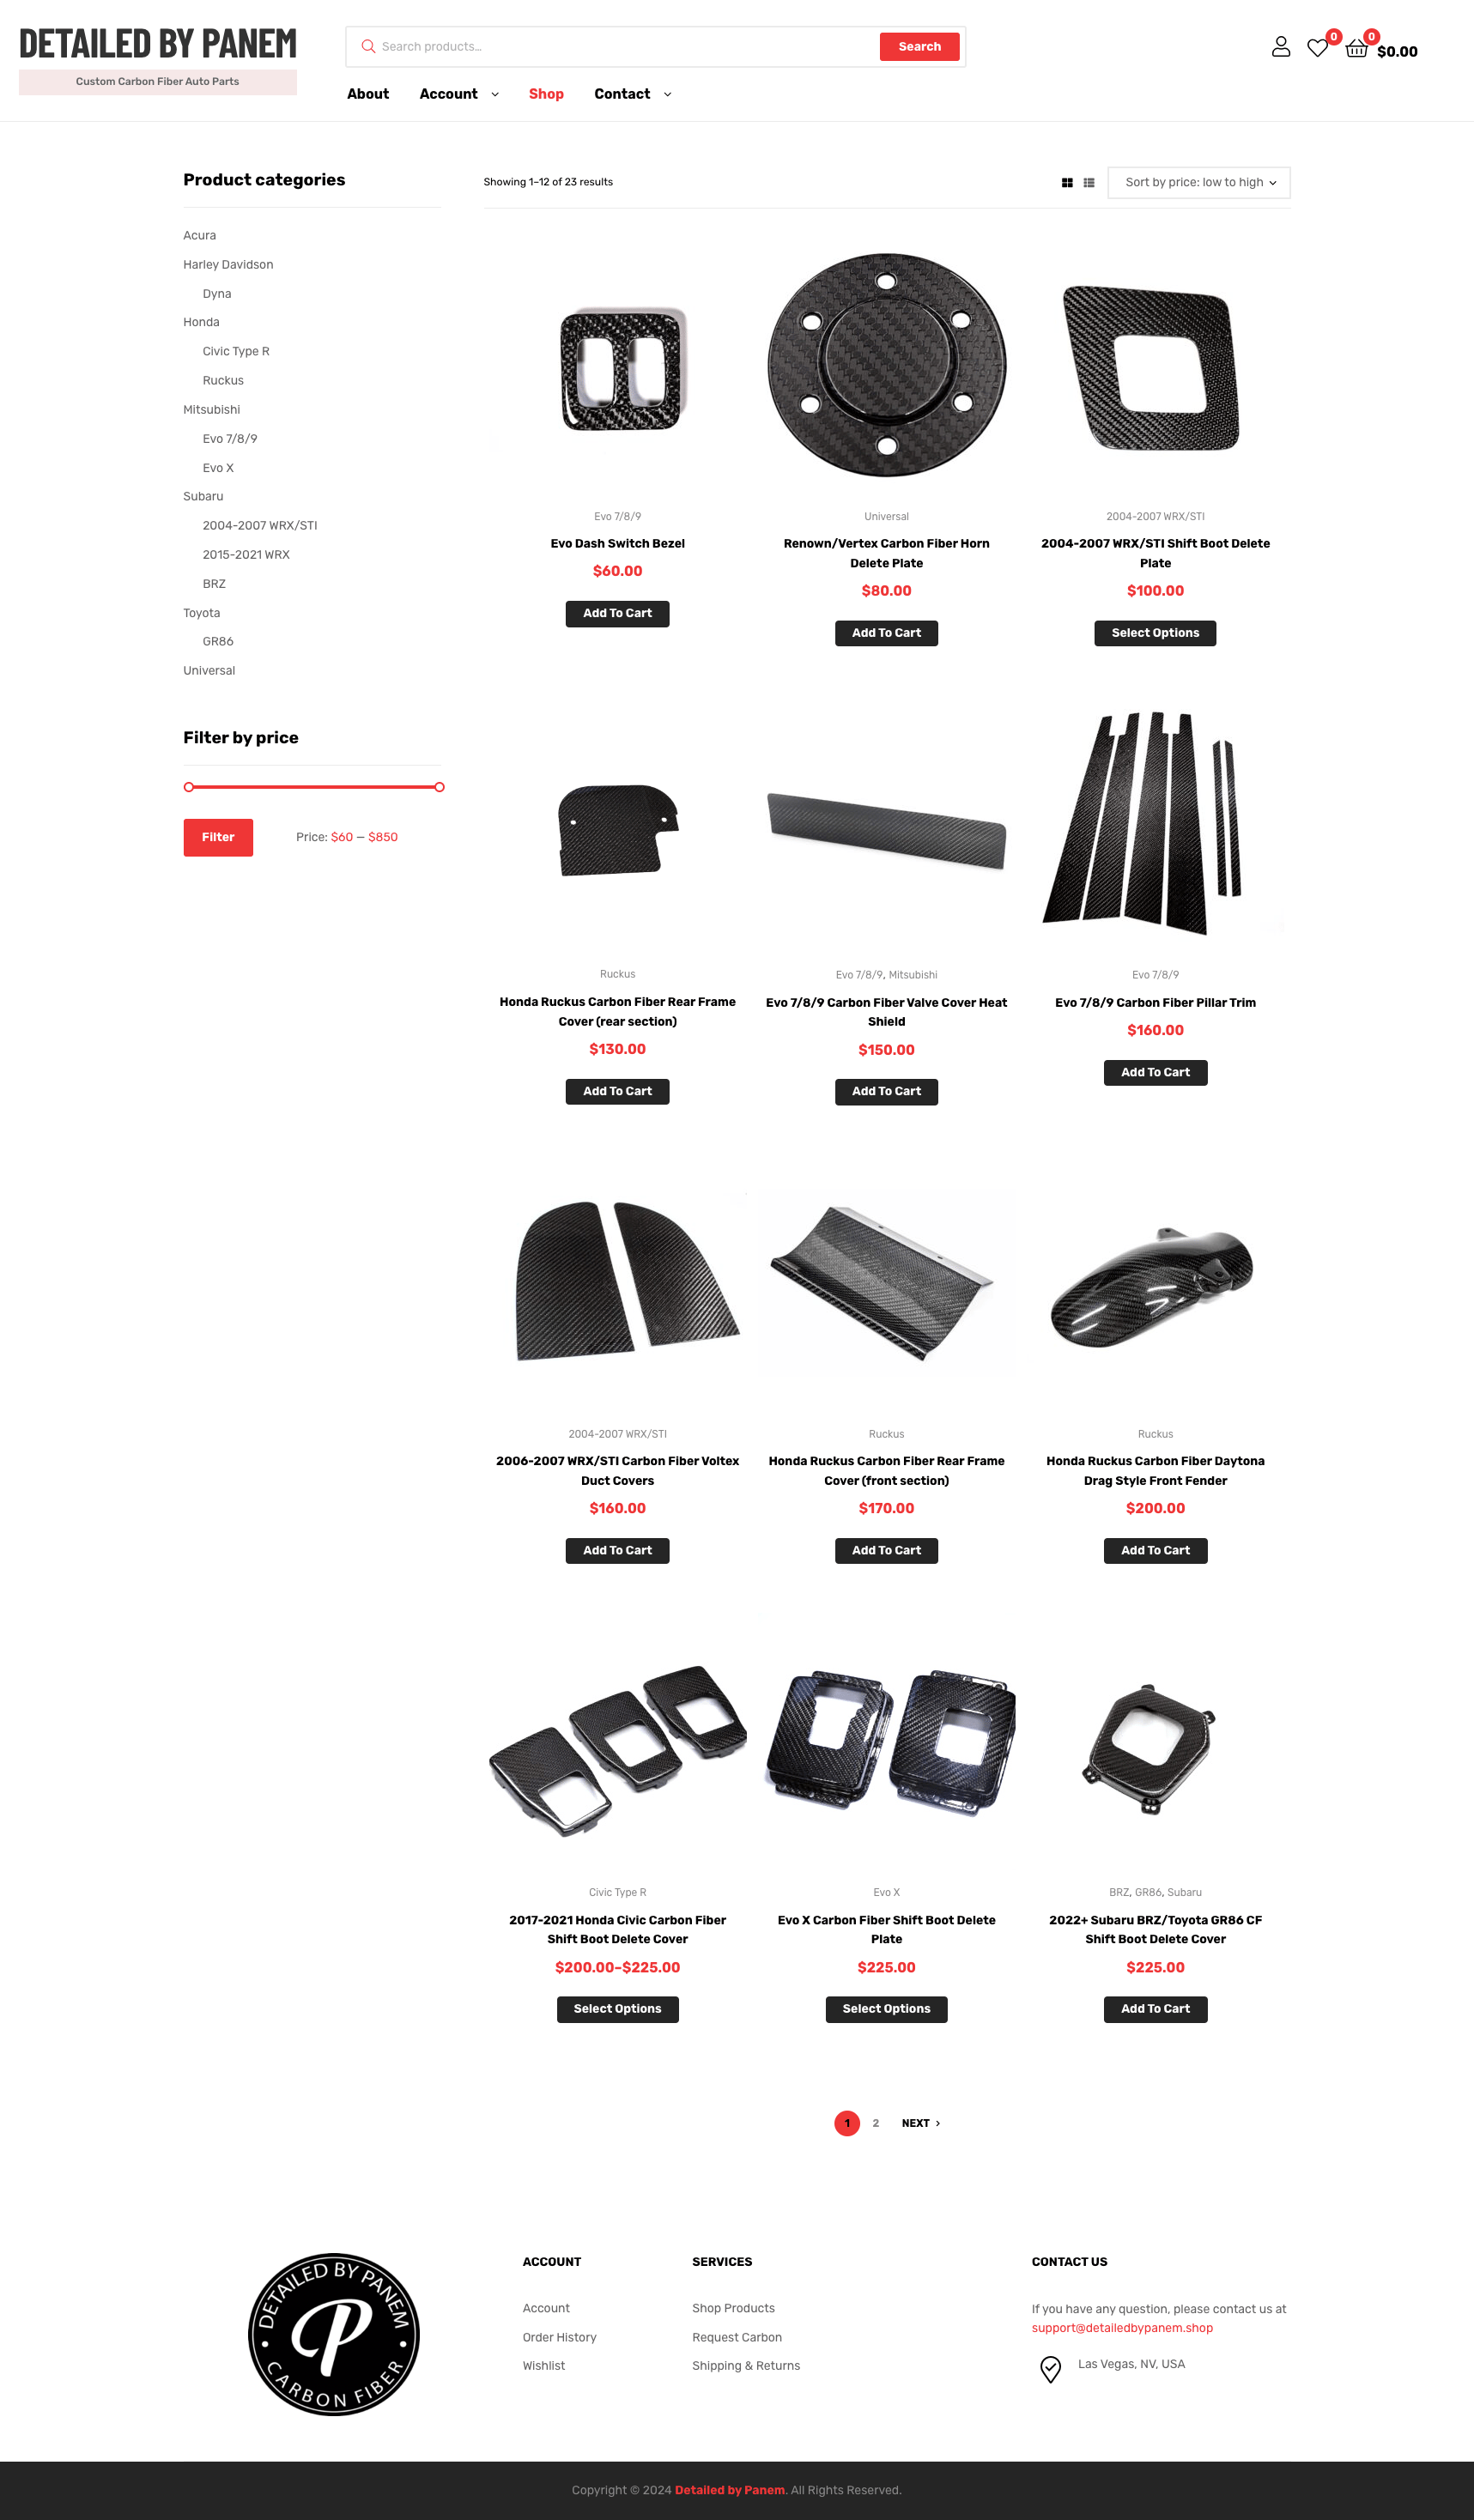 DETAILED BY PANEM
Custom Carbon Fiber Auto Parts
Search products...
Search
0
0
$0.00
About
Account
Shop
Contact
Product categories
Acura
Harley Davidson
Dyna
Honda
Civic Type R
Ruckus
Mitsubishi
Evo 7/8/9
Evo X
Subaru
2004-2007 WRX/STI
2015-2021 WRX
BRZ
Toyota
GR86
Universal
Filter by price
Filter
Price: $60 — $850
Showing 1–12 of 23 results
Sort by price: low to high
Evo 7/8/9
Evo Dash Switch Bezel
$60.00
Add To Cart
Universal
Renown/Vertex Carbon Fiber Horn
Delete Plate
$80.00
Add To Cart
2004-2007 WRX/STI
2004-2007 WRX/STI Shift Boot Delete
Plate
$100.00
Select Options
Ruckus
Honda Ruckus Carbon Fiber Rear Frame
Cover (rear section)
$130.00
Add To Cart
Evo 7/8/9, Mitsubishi
Evo 7/8/9 Carbon Fiber Valve Cover Heat
Shield
$150.00
Add To Cart
Evo 7/8/9
Evo 7/8/9 Carbon Fiber Pillar Trim
$160.00
Add To Cart
2004-2007 WRX/STI
2006-2007 WRX/STI Carbon Fiber Voltex
Duct Covers
$160.00
Add To Cart
Ruckus
Honda Ruckus Carbon Fiber Rear Frame
Cover (front section)
$170.00
Add To Cart
Ruckus
Honda Ruckus Carbon Fiber Daytona
Drag Style Front Fender
$200.00
Add To Cart
Civic Type R
2017-2021 Honda Civic Carbon Fiber
Shift Boot Delete Cover
$200.00–$225.00
Select Options
Evo X
Evo X Carbon Fiber Shift Boot Delete
Plate
$225.00
Select Options
BRZ, GR86, Subaru
2022+ Subaru BRZ/Toyota GR86 CF
Shift Boot Delete Cover
$225.00
Add To Cart
1
2
NEXT
DETAILED BY PANEM
P
CARBON FIBER
ACCOUNT
Account
Order History
Wishlist
SERVICES
Shop Products
Request Carbon
Shipping & Returns
CONTACT US
If you have any question, please contact us at
support@detailedbypanem.shop
Las Vegas, NV, USA
Copyright © 2024 Detailed by Panem. All Rights Reserved.